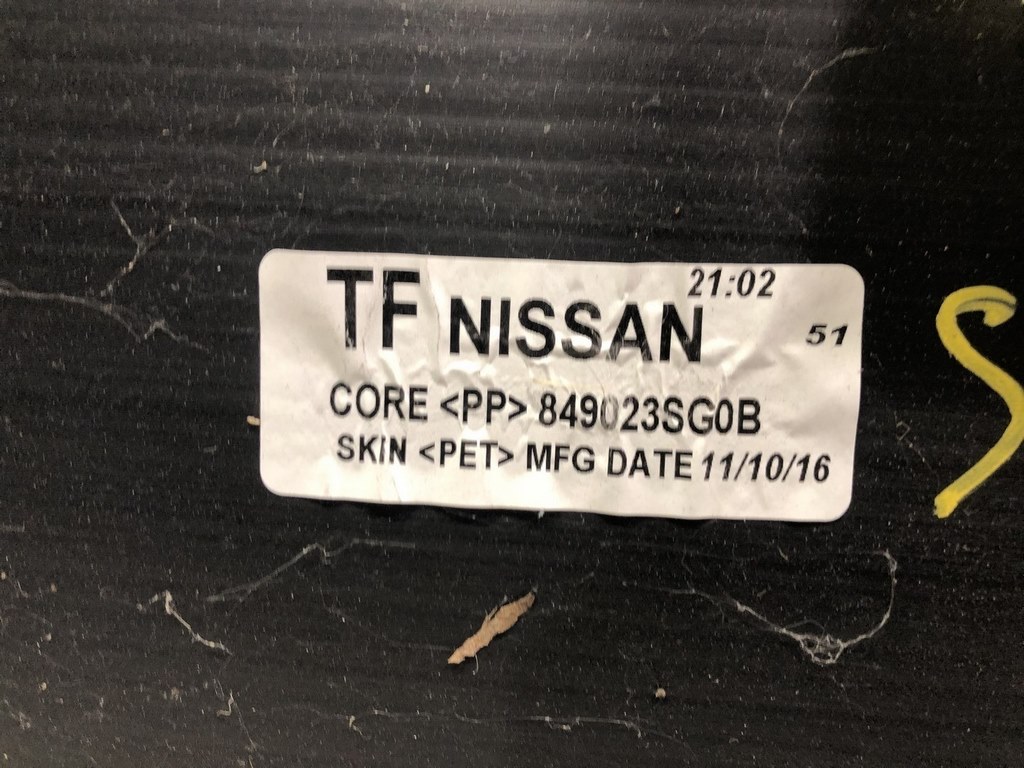 TF NISSAN 21:02
51
CORE <PP> 849023SG0B
SKIN <PET> MFG DATE 11/10/16
S